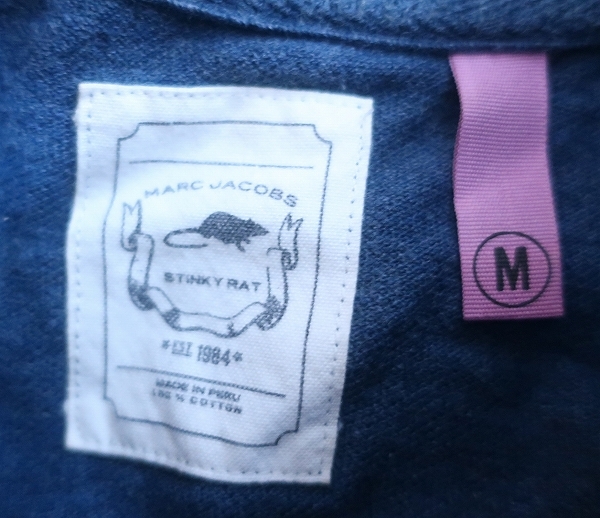 MARC JACOBS
STINKY RAT
*EST 1984*
MADE IN PERU
100 % COTTON
M